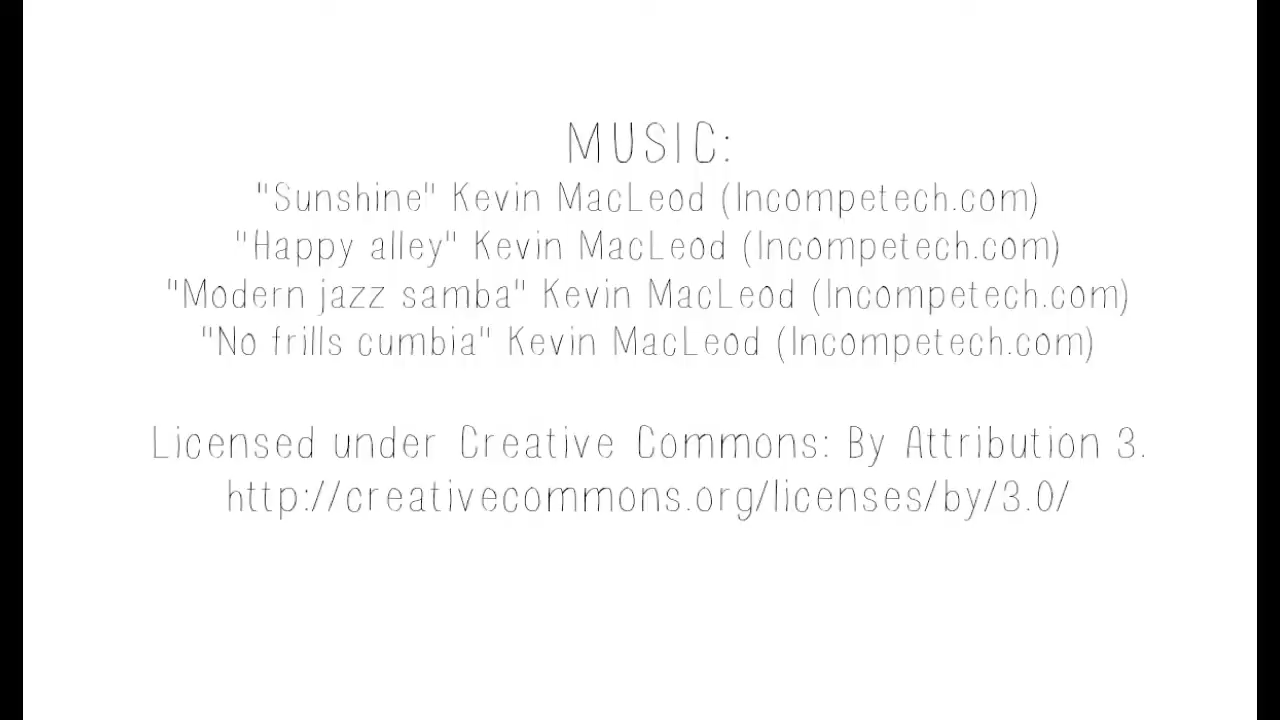 MUSIC:
"Sunshine" Kevin MacLeod (Incompetech.com)
"Happy alley" Kevin MacLeod (Incompetech.com)
"Modern jazz samba" Kevin MacLeod (Incompetech.com)
"No frills cumbia" Kevin MacLeod (Incompetech.com)
Licensed under Creative Commons: By Attribution 3.
http://creativecommons.org/licenses/by/3.0/